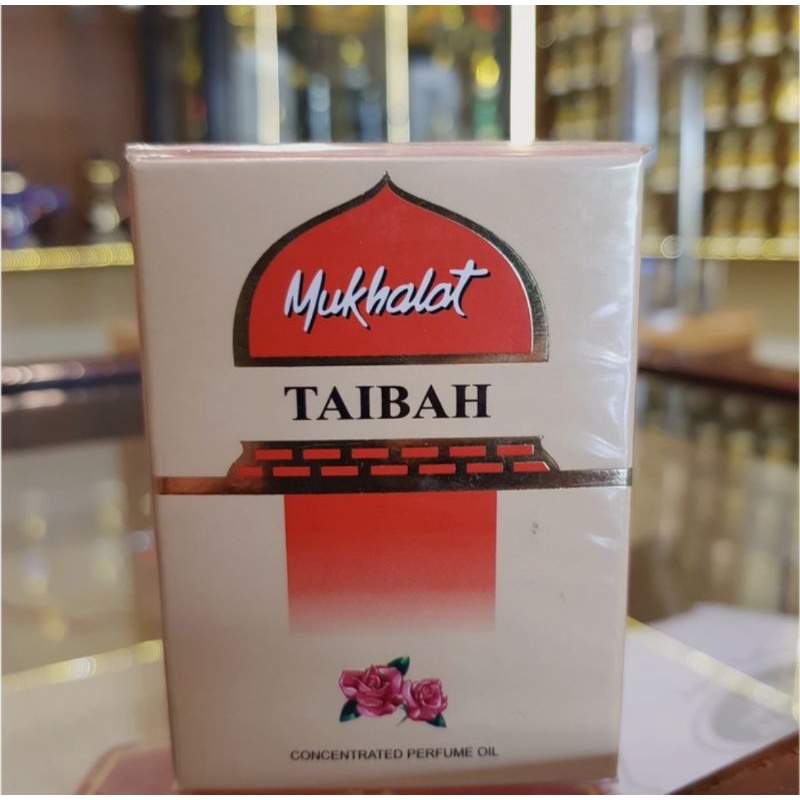 Mukhalat
TAIBAH
CONCENTRATED PERFUME OIL